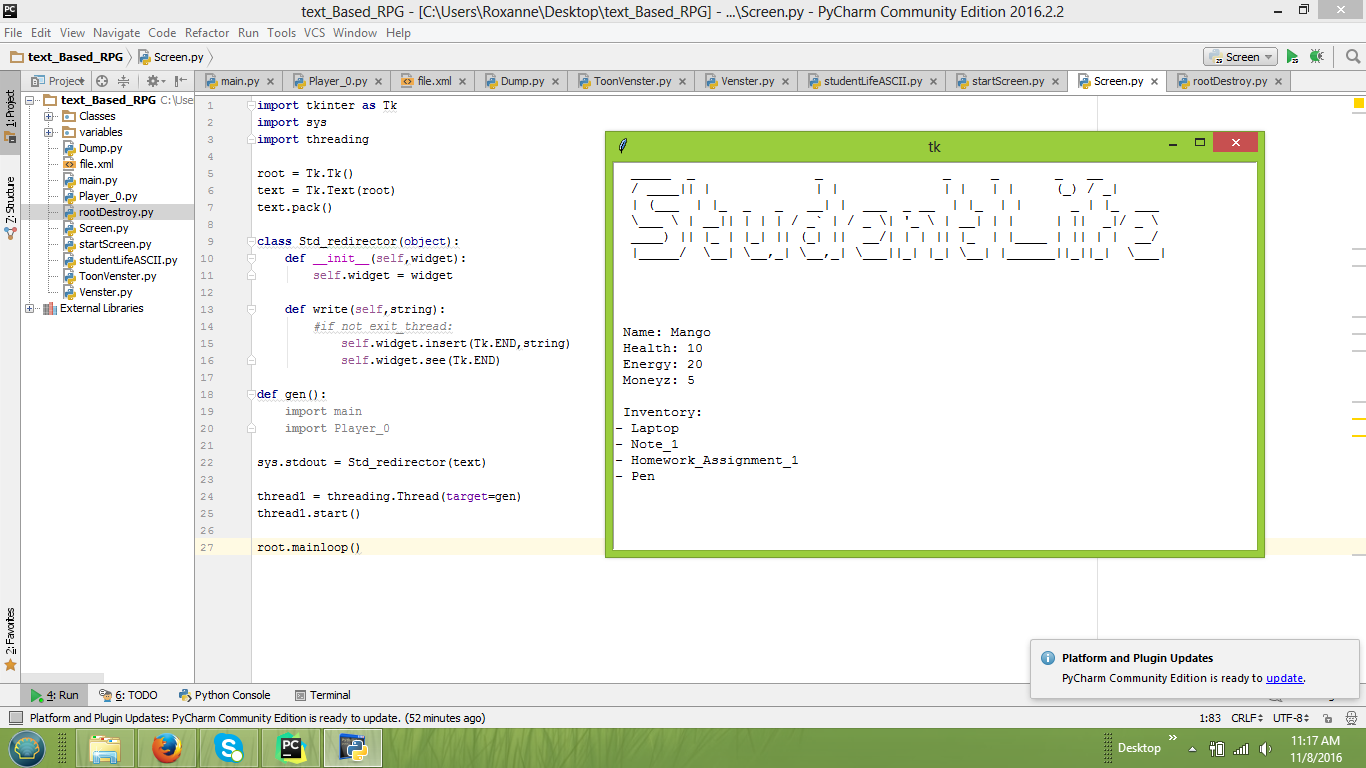 text_Based_RPG - [C:\Users\Roxanne\Desktop\text_Based_RPG] - ...\Screen.py - PyCharm Community Edition 2016.2.2
File Edit View Navigate Code Refactor Run Tools VCS Window Help
text_Based_RPG Screen.py
Screen
Project
main.py Player_0.py file.xml Dump.py ToonVenster.py Venster.py studentLifeASCII.py startScreen.py Screen.py rootDestroy.py
1: Project
Z: Structure
2: Favorites
text_Based_RPG C:\Use
Classes
variables
Dump.py
file.xml
main.py
Player_0.py
rootDestroy.py
Screen.py
startScreen.py
studentLifeASCII.py
ToonVenster.py
Venster.py
External Libraries
1 import tkinter as Tk
2 import sys
3 import threading
4
5 root = Tk.Tk()
6 text = Tk.Text(root)
7 text.pack()
8
9 class Std_redirector(object):
10 def __init__(self,widget):
11 self.widget = widget
12
13 def write(self,string):
14 #if not exit_thread:
15 self.widget.insert(Tk.END,string)
16 self.widget.see(Tk.END)
17
18 def gen():
19 import main
20 import Player_0
21
22 sys.stdout = Std_redirector(text)
23
24 thread1 = threading.Thread(target=gen)
25 thread1.start()
26
27 root.mainloop()
tk
Student Life
Name: Mango
Health: 10
Energy: 20
Moneyz: 5
Inventory:
- Laptop
- Note_1
- Homework_Assignment_1
- Pen
Platform and Plugin Updates
PyCharm Community Edition is ready to update.
4: Run 6: TODO Python Console Terminal
Platform and Plugin Updates: PyCharm Community Edition is ready to update. (52 minutes ago)
1:83 CRLF UTF-8
PC
Desktop
11:17 AM
11/8/2016